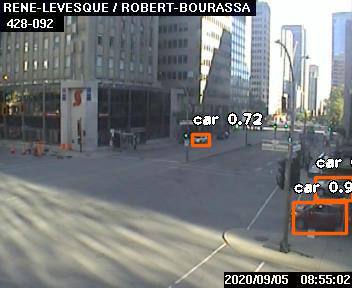 RENE-LEVESQUE / ROBERT-BOURASSA
428-092
car 0.72
car
car 0.9
2020/09/05 08:55:02